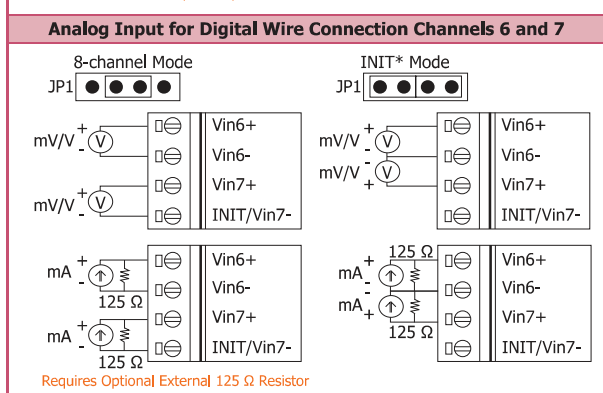 Analog Input for Digital Wire Connection Channels 6 and 7
8-channel Mode
JP1
mV/V + - V
mV/V + - V
Vin6+
Vin6-
Vin7+
INIT/Vin7-
mA + -
125 Ω
mA + -
125 Ω
Vin6+
Vin6-
Vin7+
INIT/Vin7-
Requires Optional External 125 Ω Resistor
INIT* Mode
JP1
mV/V + - V
mV/V - + V
Vin6+
Vin6-
Vin7+
INIT/Vin7-
125 Ω
mA + -
mA - +
125 Ω
Vin6+
Vin6-
Vin7+
INIT/Vin7-